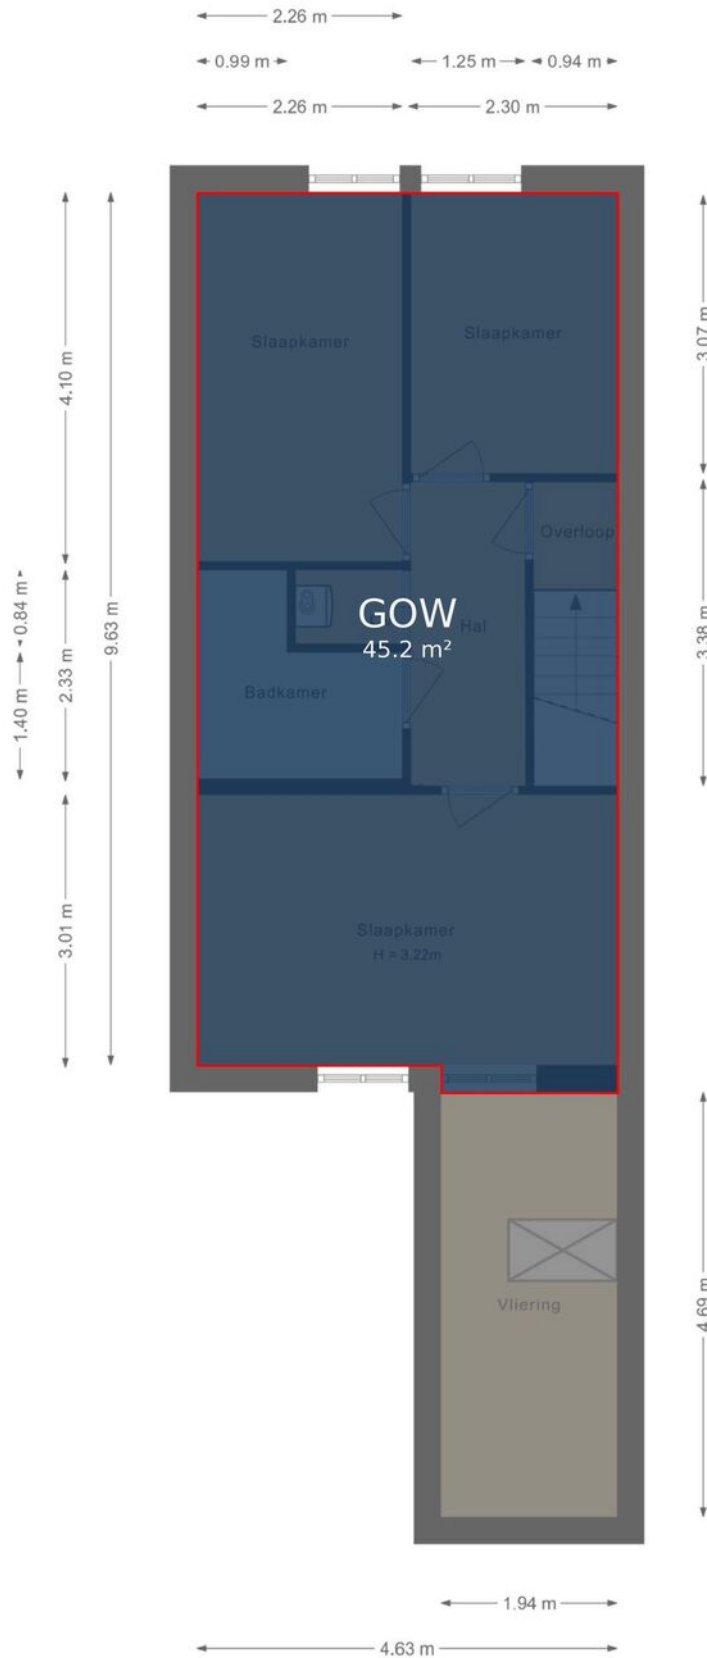 2.26 m
0.99 m
1.25 m
0.94 m
2.26 m
2.30 m
4.10 m
9.63 m
3.07 m
Slaapkamer
Slaapkamer
Overloop
GOW
45.2 m²
Hal
0.84 m
2.33 m
1.40 m
3.38 m
Badkamer
3.01 m
Slaapkamer
H = 3.22m
Vliering
4.69 m
1.94 m
4.63 m